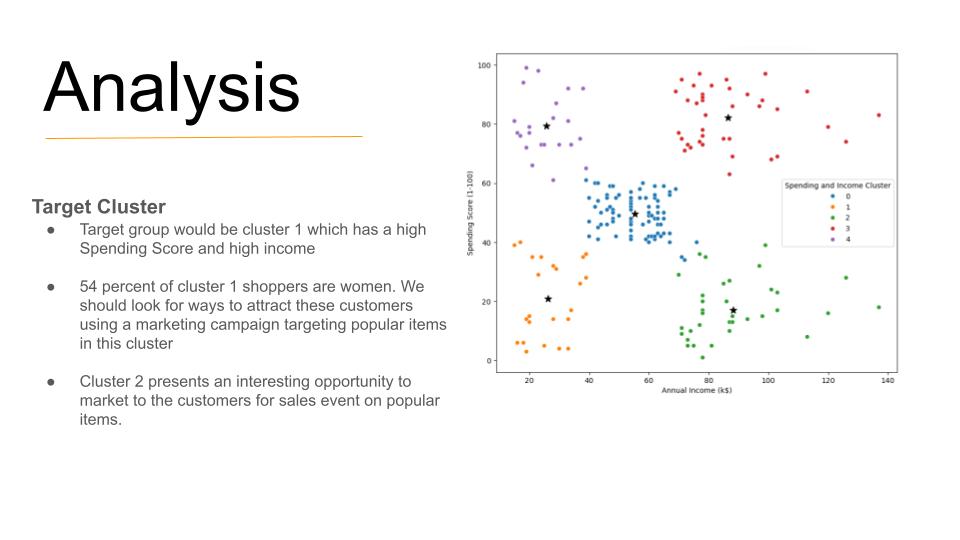 Analysis
Target Cluster
● Target group would be cluster 1 which has a high
Spending Score and high income
● 54 percent of cluster 1 shoppers are women. We
should look for ways to attract these customers
using a marketing campaign targeting popular items
in this cluster
● Cluster 2 presents an interesting opportunity to
market to the customers for sales event on popular
items.
100
80
60
40
20
0
Spending Score (1-100)
Spending and Income Cluster
0
1
2
3
4
20 40 60 80 100 120 140
Annual Income (k$)